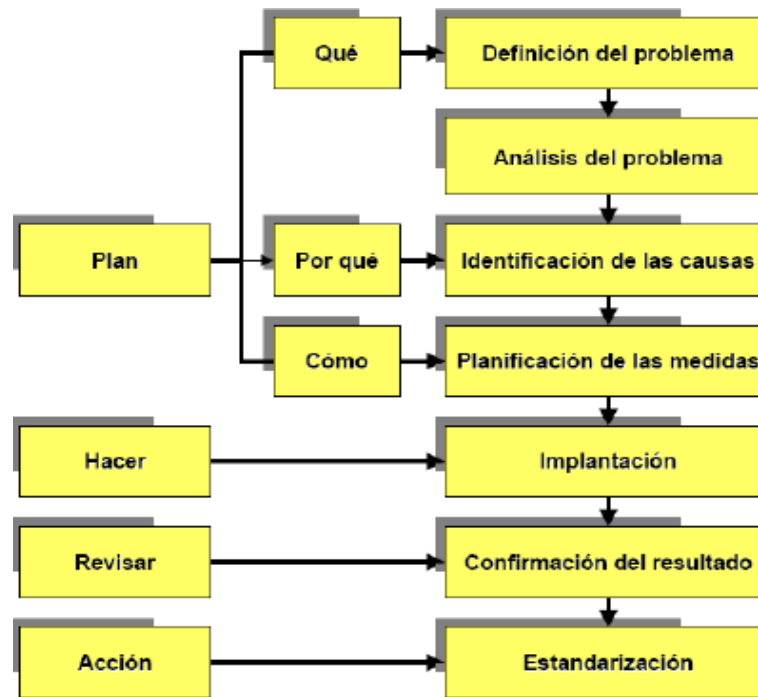 Qué
Definición del problema
Análisis del problema
Plan
Por qué
Identificación de las causas
Cómo
Planificación de las medidas
Hacer
Implantación
Revisar
Confirmación del resultado
Acción
Estandarización